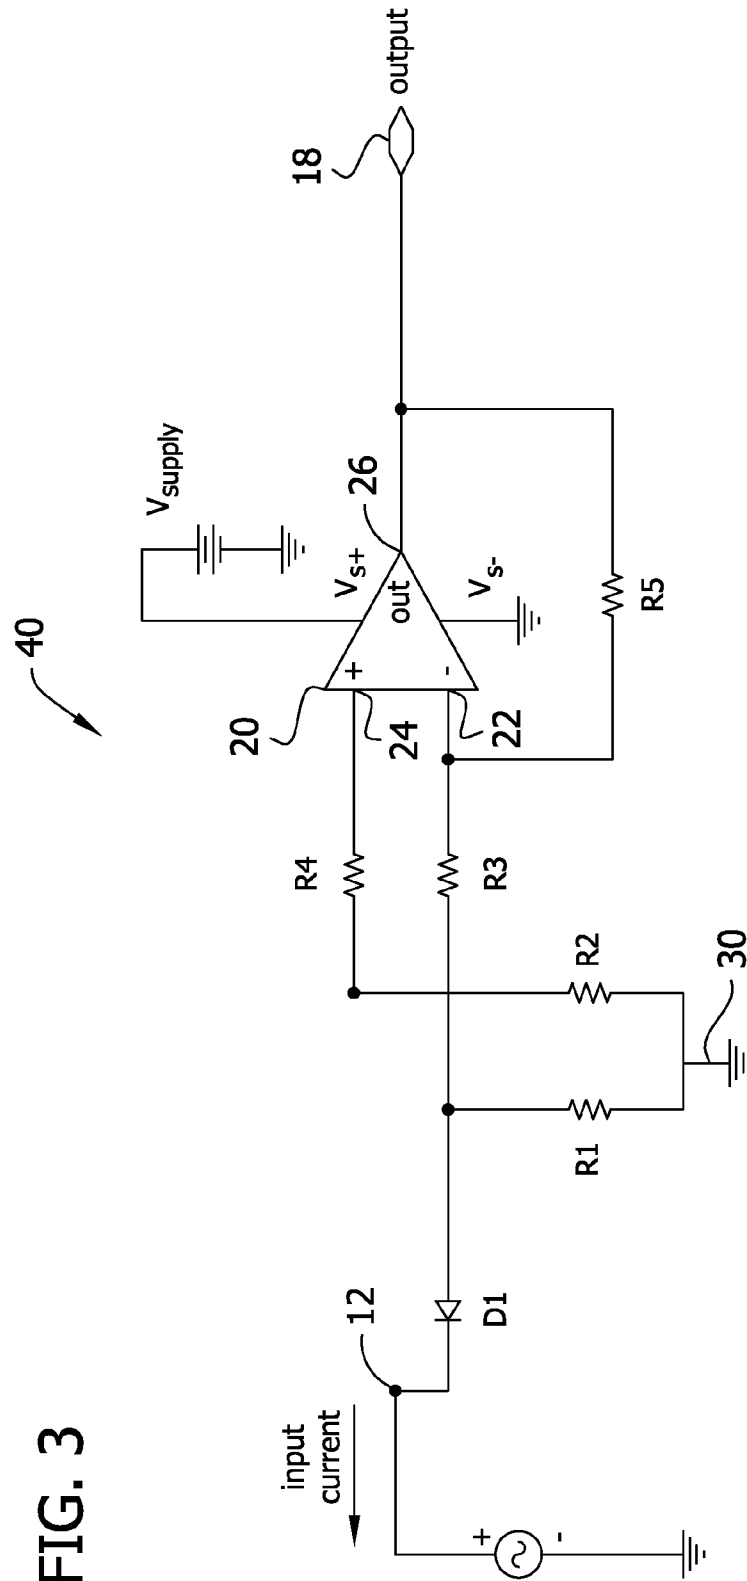 FIG. 3
40
input
current
12
D1
R1
R2
30
R4
R3
20
24
22
+
-
out
Vs+
Vs-
Vsupply
26
R5
18
output
+
-